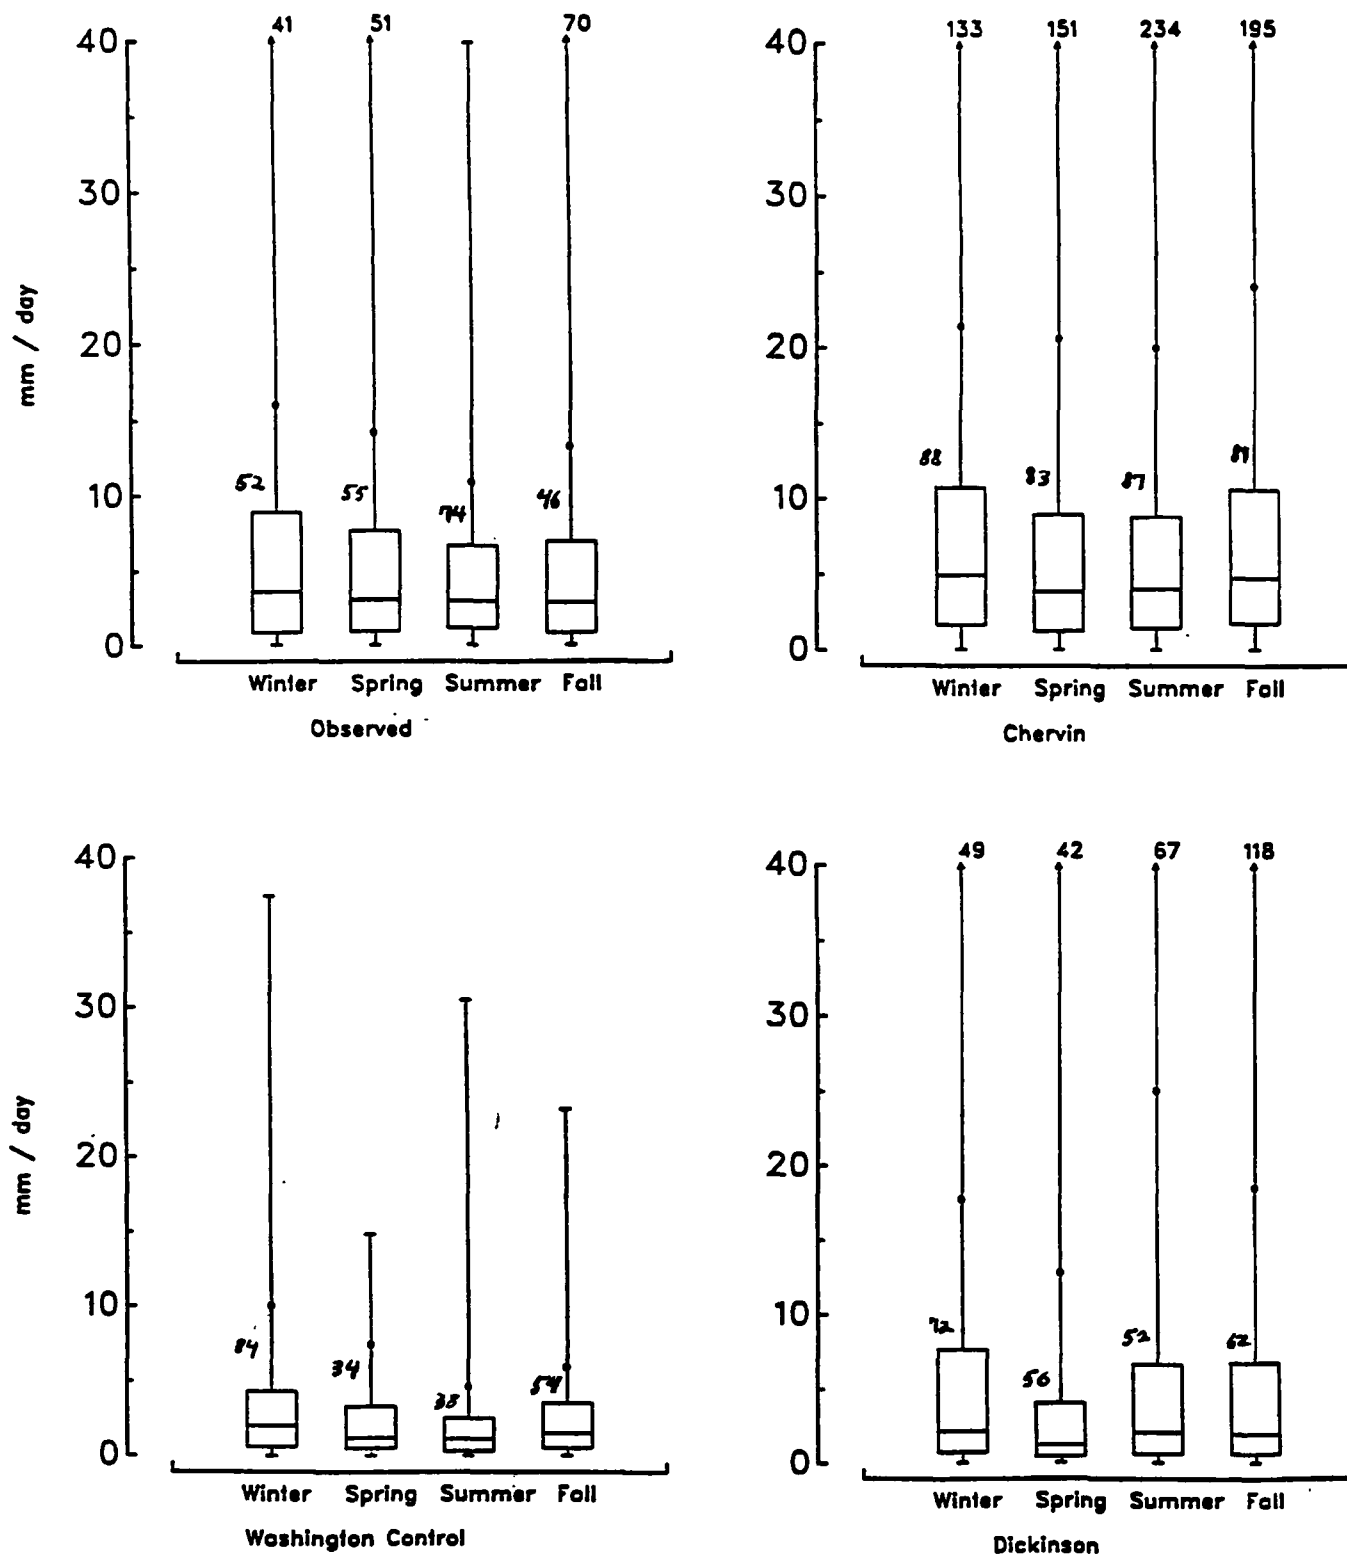 41 51 70
40
30
20
10
0
mm / day
52 55 74 46
Winter Spring Summer Fall
Observed
133 151 234 195
40
30
20
10
0
88 83 87 89
Winter Spring Summer Fall
Chervin
40
30
20
10
0
mm / day
84 34 38 54
Winter Spring Summer Fall
Washington Control
49 42 67 118
40
30
20
10
0
72 56 52 62
Winter Spring Summer Fall
Dickinson